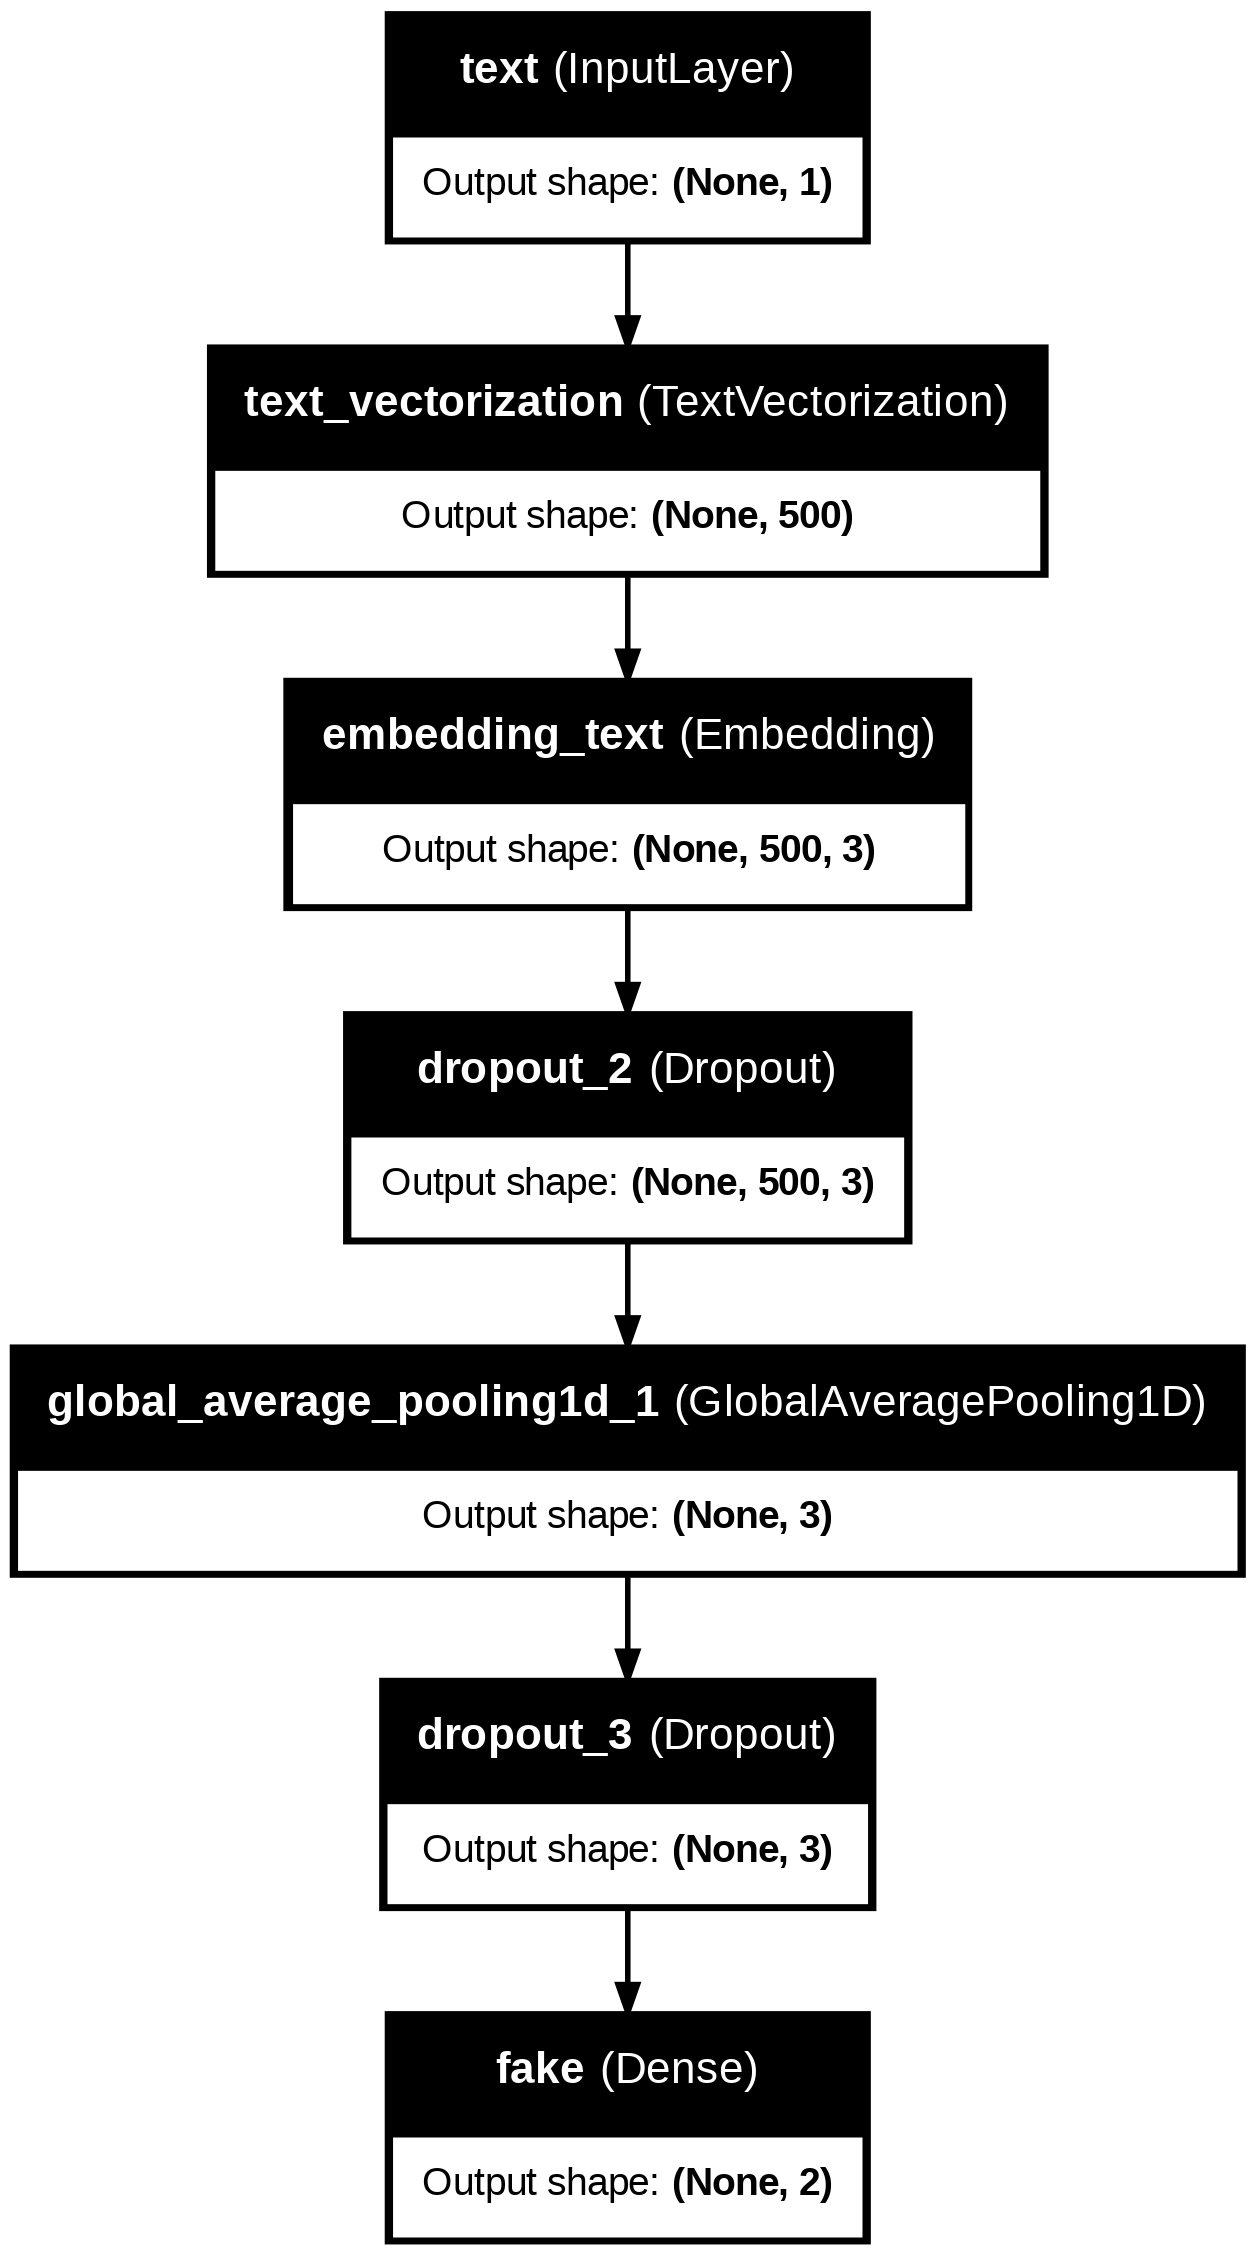 text (InputLayer)
Output shape: (None, 1)
text_vectorization (TextVectorization)
Output shape: (None, 500)
embedding_text (Embedding)
Output shape: (None, 500, 3)
dropout_2 (Dropout)
Output shape: (None, 500, 3)
global_average_pooling1d_1 (GlobalAveragePooling1D)
Output shape: (None, 3)
dropout_3 (Dropout)
Output shape: (None, 3)
fake (Dense)
Output shape: (None, 2)